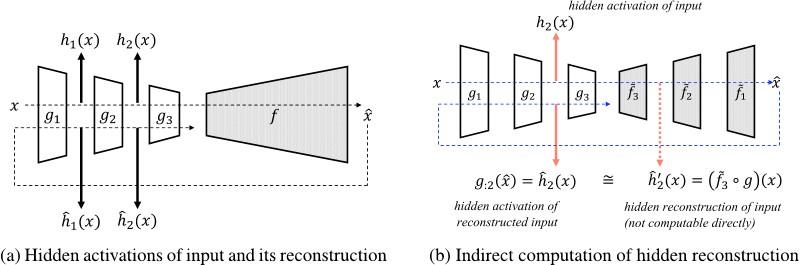 h₁(x) h₂(x)
x g₁ g₂ g₃ f x̂
ĥ₁(x) ĥ₂(x)
(a) Hidden activations of input and its reconstruction
hidden activation of input
h₂(x)
x g₁ g₂ g₃ f̃₃ f̃₂ f̃₁ x̂
g:₂(x̂) = ĥ₂(x) ≅ ĥ′₂(x) = (f̃₃ ∘ g)(x)
hidden activation of
reconstructed input
hidden reconstruction of input
(not computable directly)
(b) Indirect computation of hidden reconstruction